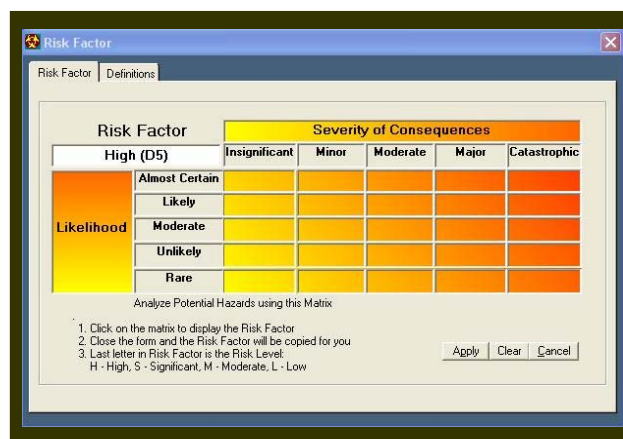 Risk Factor
Risk Factor Definitions
Risk Factor
Severity of Consequences
High (D5)
Insignificant Minor Moderate Major Catastrophic
Likelihood
Almost Certain
Likely
Moderate
Unlikely
Rare
Analyze Potential Hazards using this Matrix
1. Click on the matrix to display the Risk Factor
2. Close the form and the Risk Factor will be copied for you
3. Last letter in Risk Factor is the Risk Level:
H - High, S - Significant, M - Moderate, L - Low
Apply Clear Cancel